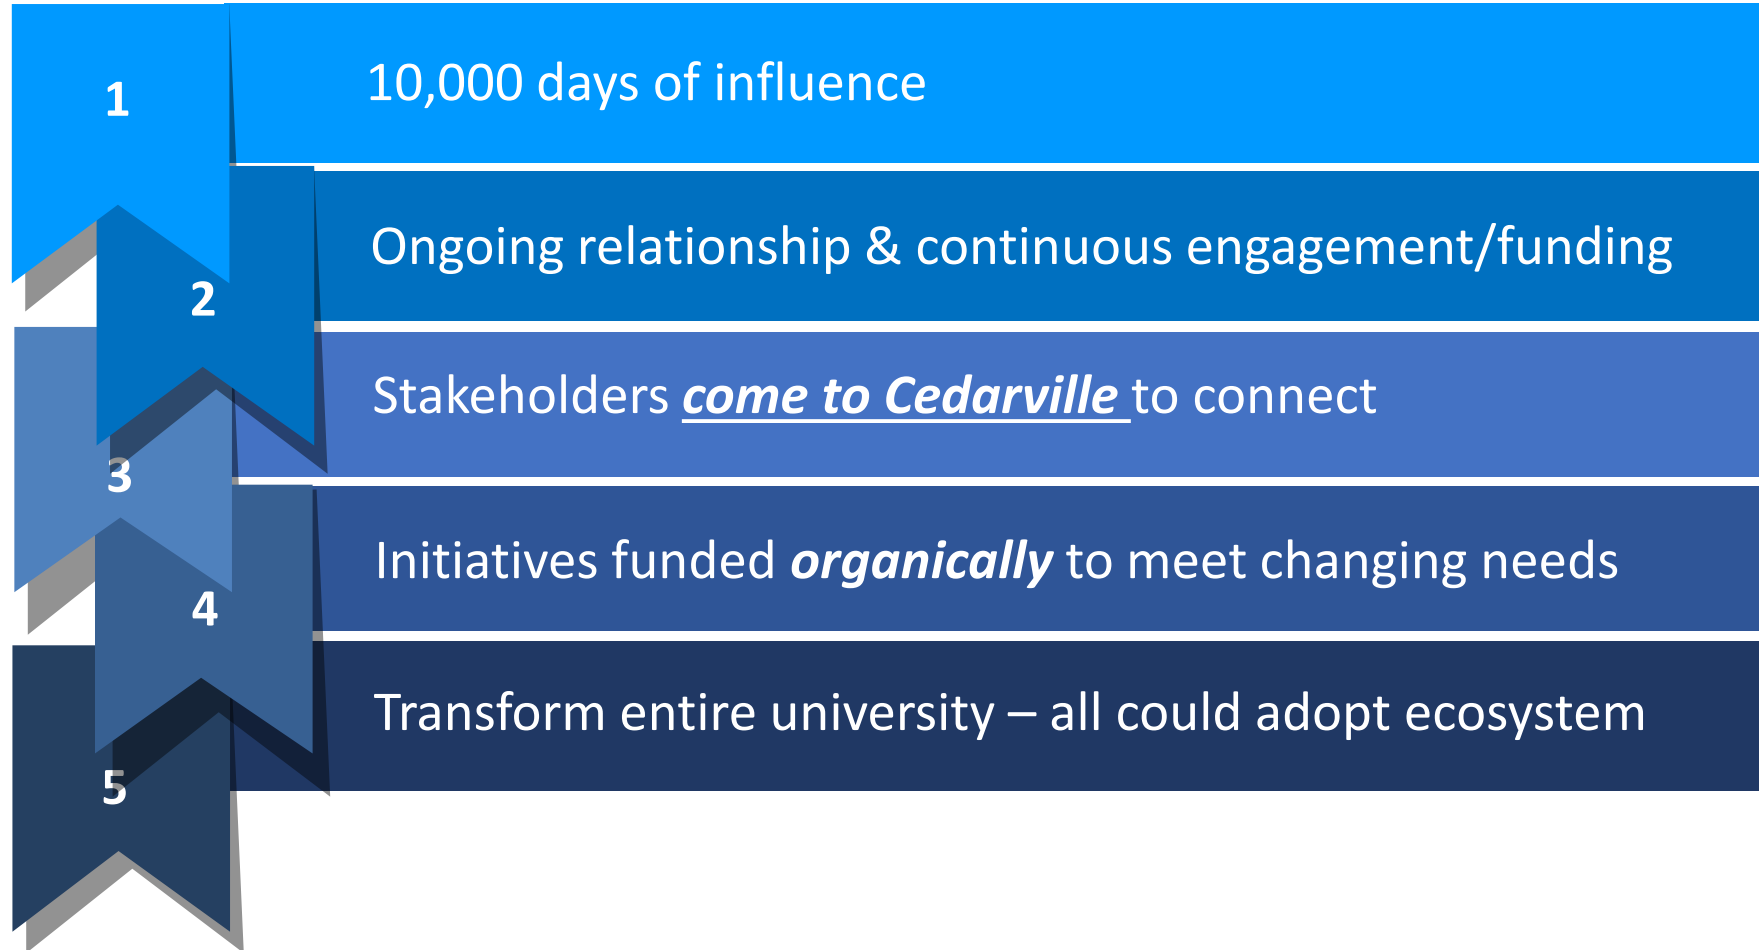 1
10,000 days of influence
2
Ongoing relationship & continuous engagement/funding
3
Stakeholders come to Cedarville to connect
4
Initiatives funded organically to meet changing needs
5
Transform entire university – all could adopt ecosystem